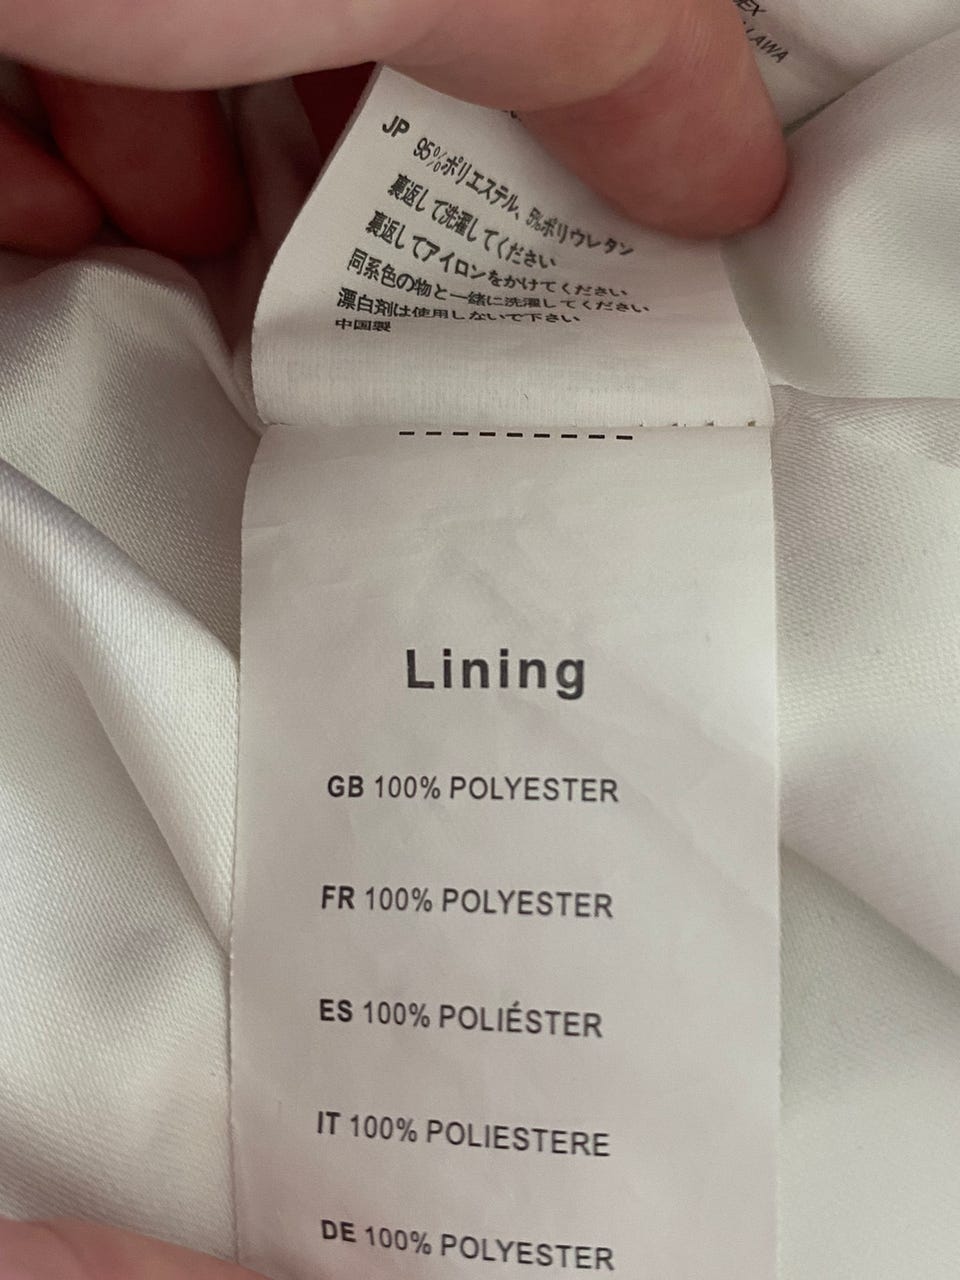 JP 95%ポリエステル、5%ポリウレタン
裏返して洗濯してください
裏返してアイロンをかけてください
同系色の物と一緒に洗濯してください
漂白剤は使用しないで下さい
中国製
Lining
GB 100% POLYESTER
FR 100% POLYESTER
ES 100% POLIÉSTER
IT 100% POLIESTERE
DE 100% POLYESTER